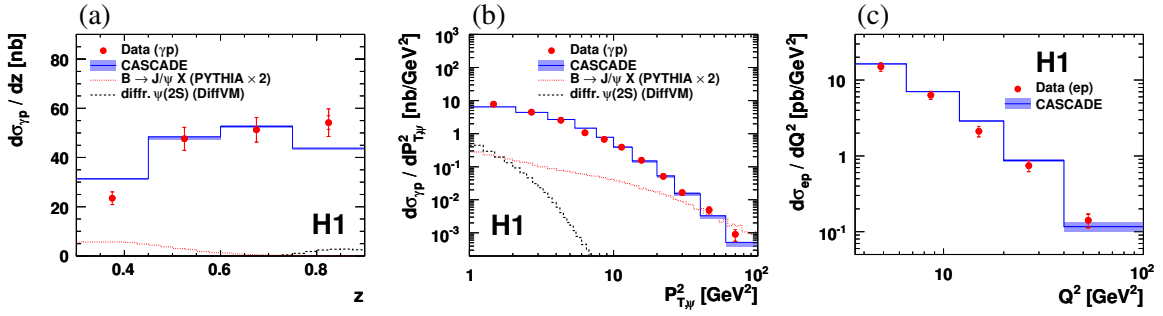 (a)
dσγp / dz [nb]
80
60
40
20
0
Data (γp)
CASCADE
B → J/ψ X (PYTHIA × 2)
diffr. ψ(2S) (DiffVM)
H1
0.4 0.6 0.8
z
(b)
dσγp / dP²T,ψ [nb/GeV²]
10⁴
10³
10²
10
1
10⁻¹
10⁻²
10⁻³
Data (γp)
CASCADE
B → J/ψ X (PYTHIA × 2)
diffr. ψ(2S) (DiffVM)
H1
1 10 10²
P²T,ψ [GeV²]
(c)
dσep / dQ² [pb/GeV²]
10
1
10⁻¹
H1
Data (ep)
CASCADE
10 10²
Q² [GeV²]